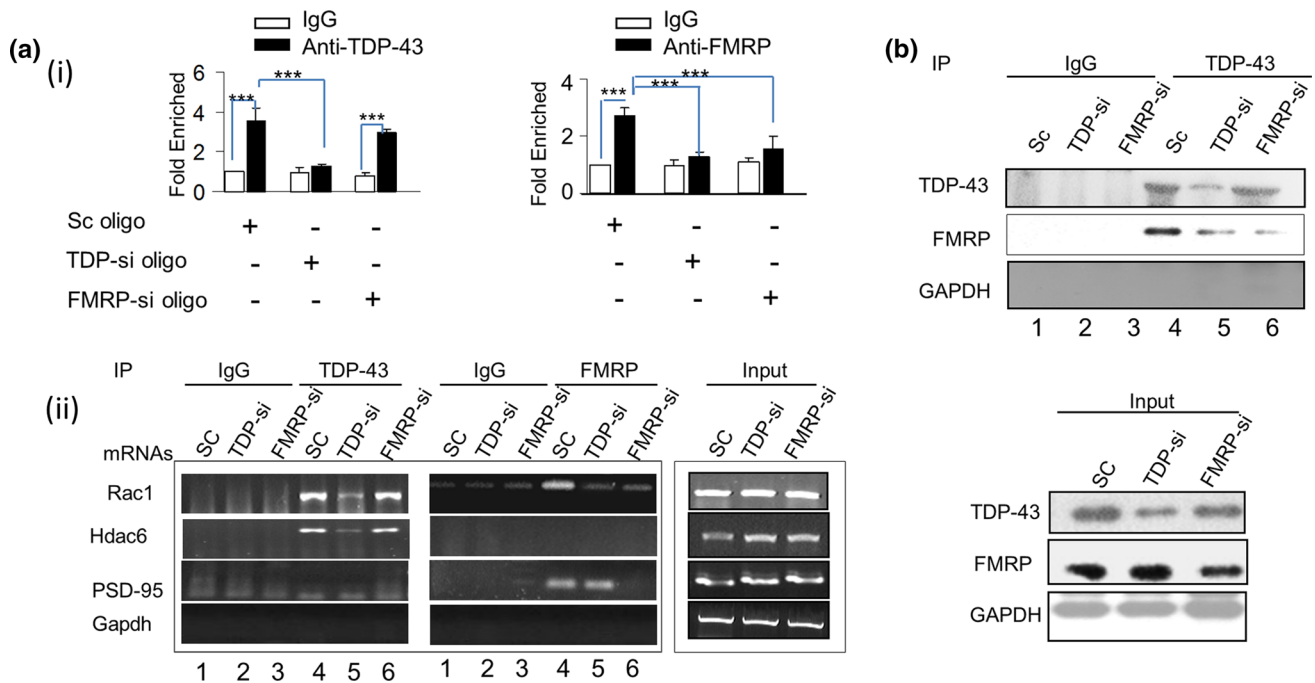 (a)
(i)
IgG
Anti-TDP-43
Fold Enriched
6
4
2
0
***
***
***
IgG
Anti-FMRP
Fold Enriched
4
2
0
***
***
***
Sc oligo + - - + - -
TDP-si oligo - + - - + -
FMRP-si oligo - - + - - +
(ii)
IP IgG TDP-43 IgG FMRP Input
mRNAs SC TDP-si FMRP-si SC TDP-si FMRP-si SC TDP-si FMRP-si SC TDP-si FMRP-si SC TDP-si FMRP-si
Rac1
Hdac6
PSD-95
Gapdh
1 2 3 4 5 6 1 2 3 4 5 6
(b)
IP IgG TDP-43
Sc TDP-si FMRP-si Sc TDP-si FMRP-si
TDP-43
FMRP
GAPDH
1 2 3 4 5 6
Input
SC TDP-si FMRP-si
TDP-43
FMRP
GAPDH